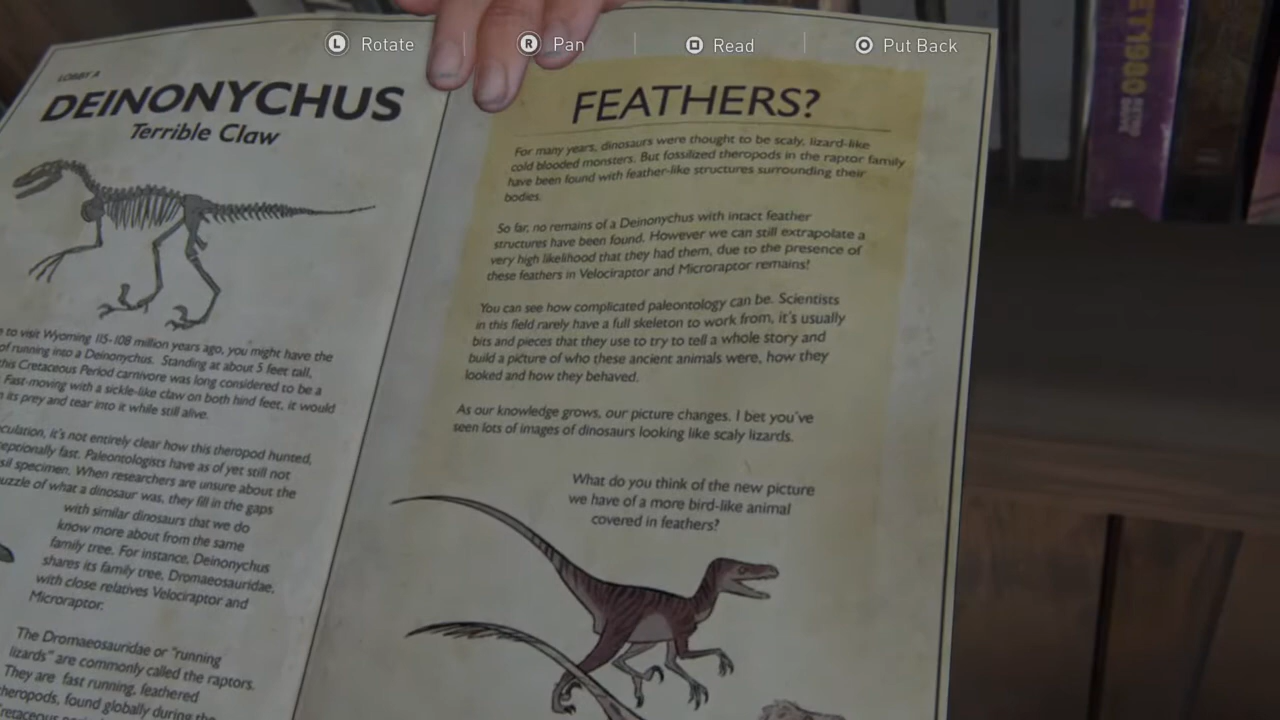 L Rotate
R Pan
Read
Put Back
LOBBY A
DEINONYCHUS
Terrible Claw
to visit Wyoming 115-108 million years ago, you might have the
of running into a Deinonychus. Standing at about 5 feet tall,
this Cretaceous Period carnivore was long considered to be a
Fast-moving with a sickle-like claw on both hind feet, it would
its prey and tear into it while still alive.
it's not entirely clear how this theropod hunted,
fast. Paleontologists have as of yet still not
specimen. When researchers are unsure about the
of what a dinosaur was, they fill in the gaps
with similar dinosaurs that we do
know more about from the same
family tree. For instance, Deinonychus
shares its family tree, Dromaeosauridae,
with close relatives Velociraptor and
Microraptor.
The Dromaeosauridae or "running
lizards" are commonly called the raptors.
They are fast running, feathered
theropods, found globally during the
FEATHERS?
For many years, dinosaurs were thought to be scaly, lizard-like
cold blooded monsters. But fossilized theropods in the raptor family
have been found with feather-like structures surrounding their
bodies.
So far, no remains of a Deinonychus with intact feather
structures have been found. However we can still extrapolate a
very high likelihood that they had them, due to the presence of
these feathers in Velociraptor and Microraptor remains!
You can see how complicated paleontology can be. Scientists
in this field rarely have a full skeleton to work from, it's usually
bits and pieces that they use to try to tell a whole story and
build a picture of who these ancient animals were, how they
looked and how they behaved.
As our knowledge grows, our picture changes. I bet you've
seen lots of images of dinosaurs looking like scaly lizards.
What do you think of the new picture
we have of a more bird-like animal
covered in feathers?
1980